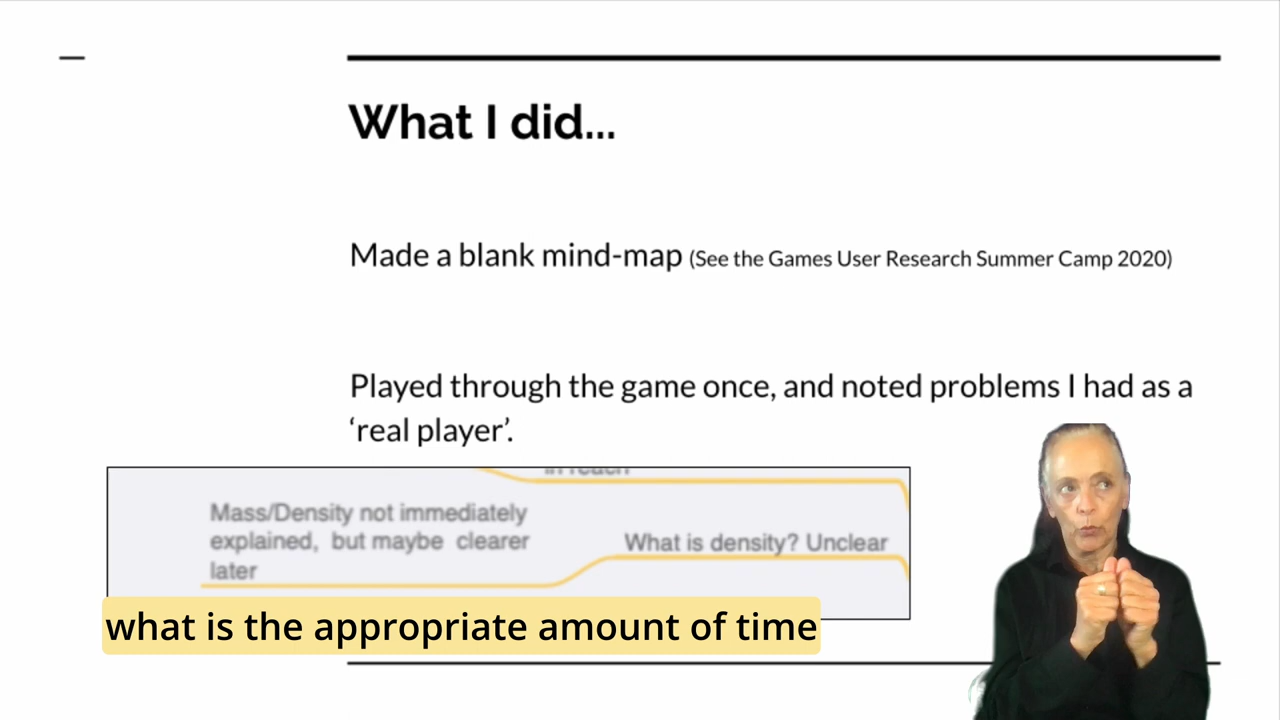 What I did...
Made a blank mind-map (See the Games User Research Summer Camp 2020)
Played through the game once, and noted problems I had as a
‘real player’.
in reach
Mass/Density not immediately
explained, but maybe clearer
later
What is density? Unclear
what is the appropriate amount of time